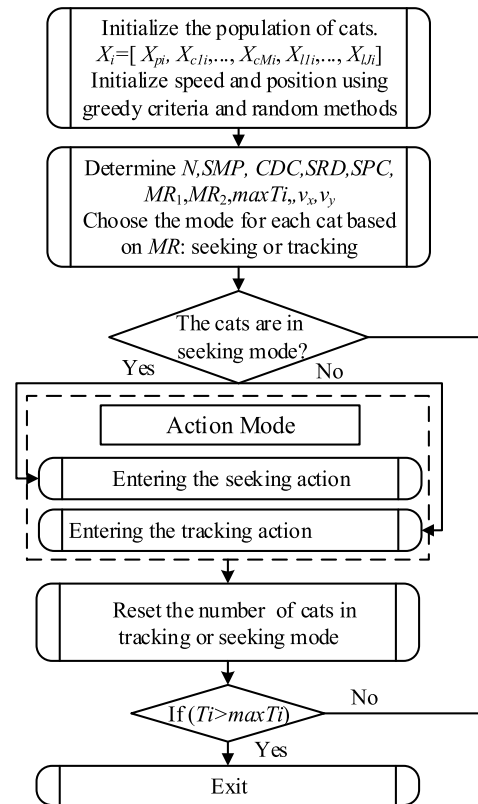 Initialize the population of cats.
Xi=[ Xpi, Xc1i,..., XcMi, Xl1i,..., XlJi]
Initialize speed and position using
greedy criteria and random methods
Determine N,SMP, CDC,SRD,SPC,
MR1,MR2,maxTi,,vx,vy
Choose the mode for each cat based
on MR: seeking or tracking
The cats are in
seeking mode?
Yes
No
Action Mode
Entering the seeking action
Entering the tracking action
Reset the number of cats in
tracking or seeking mode
If (Ti>maxTi)
No
Yes
Exit